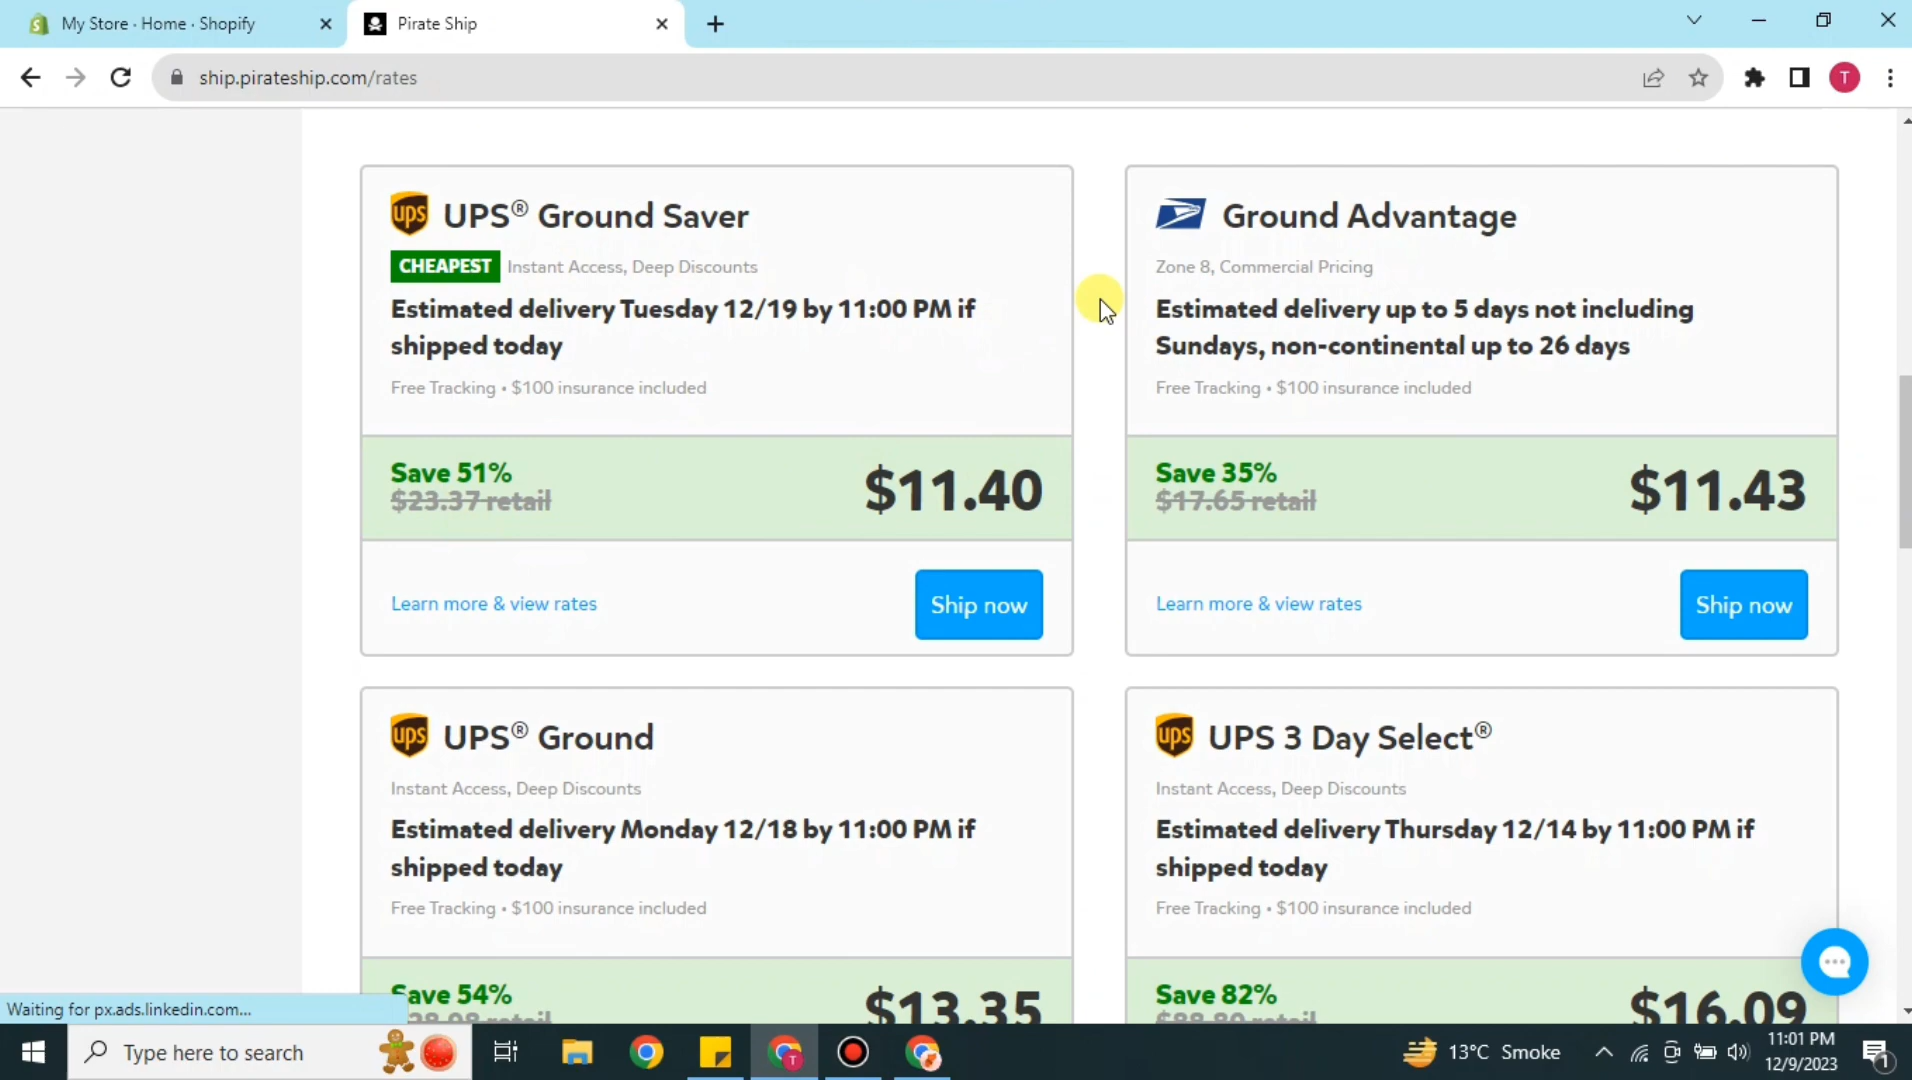 My Store · Home · Shopify
Pirate Ship
ship.pirateship.com/rates
T
ups UPS® Ground Saver
CHEAPEST Instant Access, Deep Discounts
Estimated delivery Tuesday 12/19 by 11:00 PM if
shipped today
Free Tracking • $100 insurance included
Save 51%
$23.37 retail
$11.40
Learn more & view rates
Ship now
Ground Advantage
Zone 8, Commercial Pricing
Estimated delivery up to 5 days not including
Sundays, non-continental up to 26 days
Free Tracking • $100 insurance included
Save 35%
$17.65 retail
$11.43
Learn more & view rates
Ship now
ups UPS® Ground
Instant Access, Deep Discounts
Estimated delivery Monday 12/18 by 11:00 PM if
shipped today
Free Tracking • $100 insurance included
Save 54%
$13.35
ups UPS 3 Day Select®
Instant Access, Deep Discounts
Estimated delivery Thursday 12/14 by 11:00 PM if
shipped today
Free Tracking • $100 insurance included
Save 82%
$16.09
Waiting for px.ads.linkedin.com...
Type here to search
T
13°C Smoke
11:01 PM
12/9/2023
1